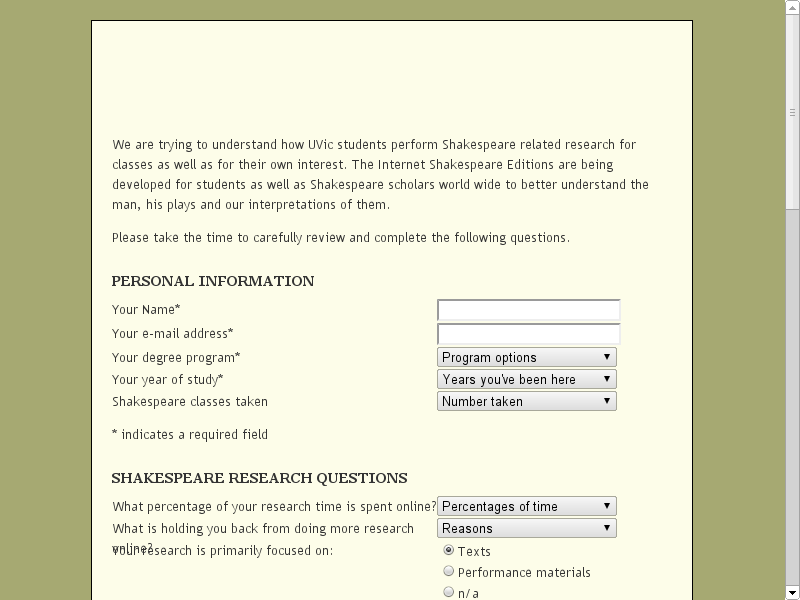 We are trying to understand how UVic students perform Shakespeare related research for
classes as well as for their own interest. The Internet Shakespeare Editions are being
developed for students as well as Shakespeare scholars world wide to better understand the
man, his plays and our interpretations of them.
Please take the time to carefully review and complete the following questions.
PERSONAL INFORMATION
Your Name*
Your e-mail address*
Your degree program* Program options
Your year of study* Years you've been here
Shakespeare classes taken Number taken
* indicates a required field
SHAKESPEARE RESEARCH QUESTIONS
What percentage of your research time is spent online? Percentages of time
What is holding you back from doing more research Reasons
online?
Your research is primarily focused on: Texts
Performance materials
n/a